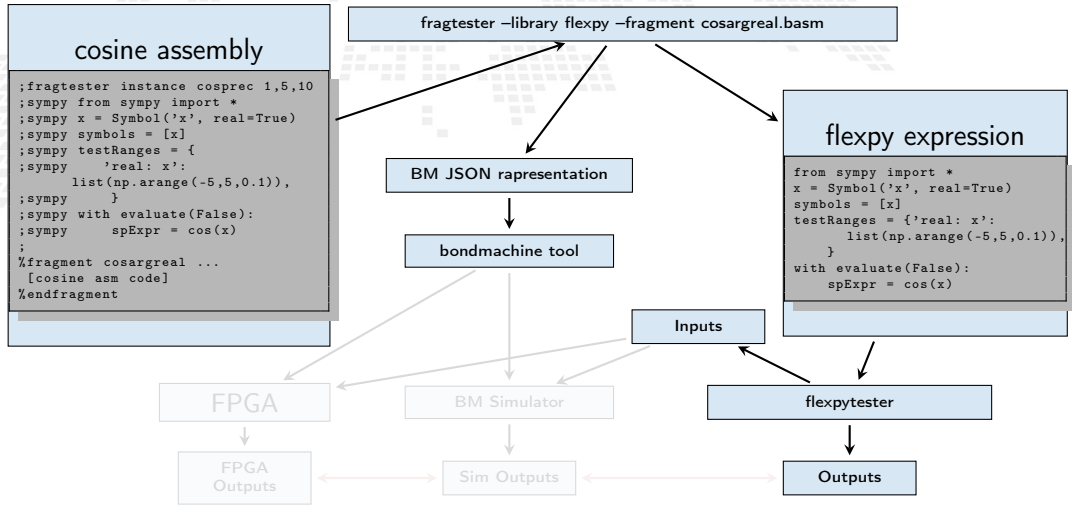 fragtester –library flexpy –fragment cosargreal.basm
cosine assembly
;fragtester instance cosprec 1,5,10
;sympy from sympy import *
;sympy x = Symbol('x', real=True)
;sympy symbols = [x]
;sympy testRanges = {
;sympy 'real: x':
list(np.arange(-5,5,0.1)),
;sympy }
;sympy with evaluate(False):
;sympy spExpr = cos(x)
;
%fragment cosargreal ...
[cosine asm code]
%endfragment
flexpy expression
from sympy import *
x = Symbol('x', real=True)
symbols = [x]
testRanges = {'real: x':
list(np.arange(-5,5,0.1)),
}
with evaluate(False):
spExpr = cos(x)
BM JSON rapresentation
bondmachine tool
Inputs
FPGA
BM Simulator
flexpytester
FPGA
Outputs
Sim Outputs
Outputs